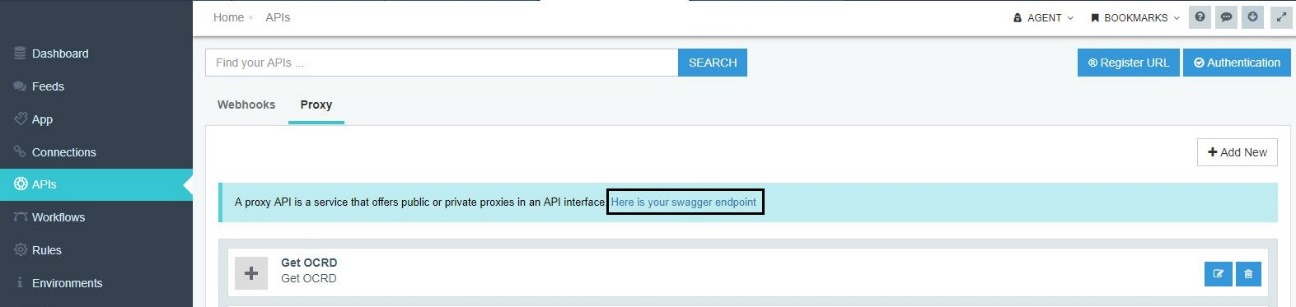 Home APIs
AGENT BOOKMARKS
Dashboard
Feeds
App
Connections
APIs
Workflows
Rules
Environments
Find your APIs ... SEARCH
Register URL Authentication
Webhooks Proxy
Add New
A proxy API is a service that offers public or private proxies in an API interface. Here is your swagger endpoint
Get OCRD
Get OCRD